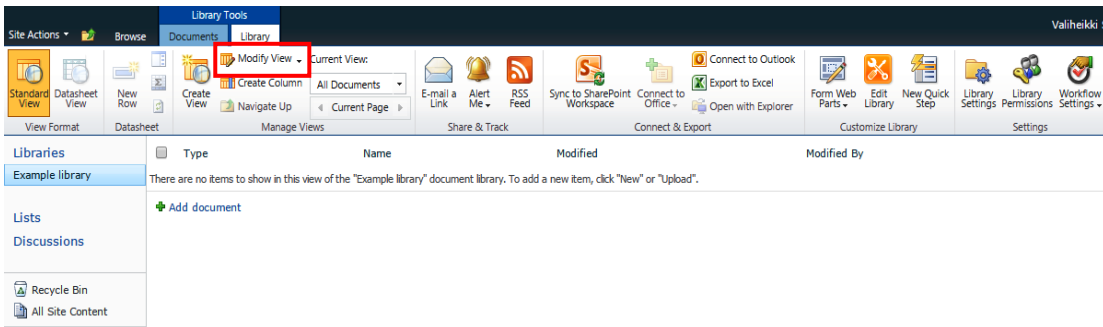 Library Tools
Valiheikki
Site Actions Browse Documents Library
Standard View
Datasheet View
View Format
New Row
Datasheet
Create View
Modify View
Create Column
Navigate Up
Current View:
All Documents
Current Page
Manage Views
E-mail a Link
Alert Me
RSS Feed
Share & Track
Sync to SharePoint Workspace
Connect to Office
Connect to Outlook
Export to Excel
Open with Explorer
Connect & Export
Form Web Parts
Edit Library
New Quick Step
Customize Library
Library Settings
Library Permissions
Workflow Settings
Settings
Libraries
Example library
Lists
Discussions
Recycle Bin
All Site Content
Type Name Modified Modified By
There are no items to show in this view of the "Example library" document library. To add a new item, click "New" or "Upload".
Add document